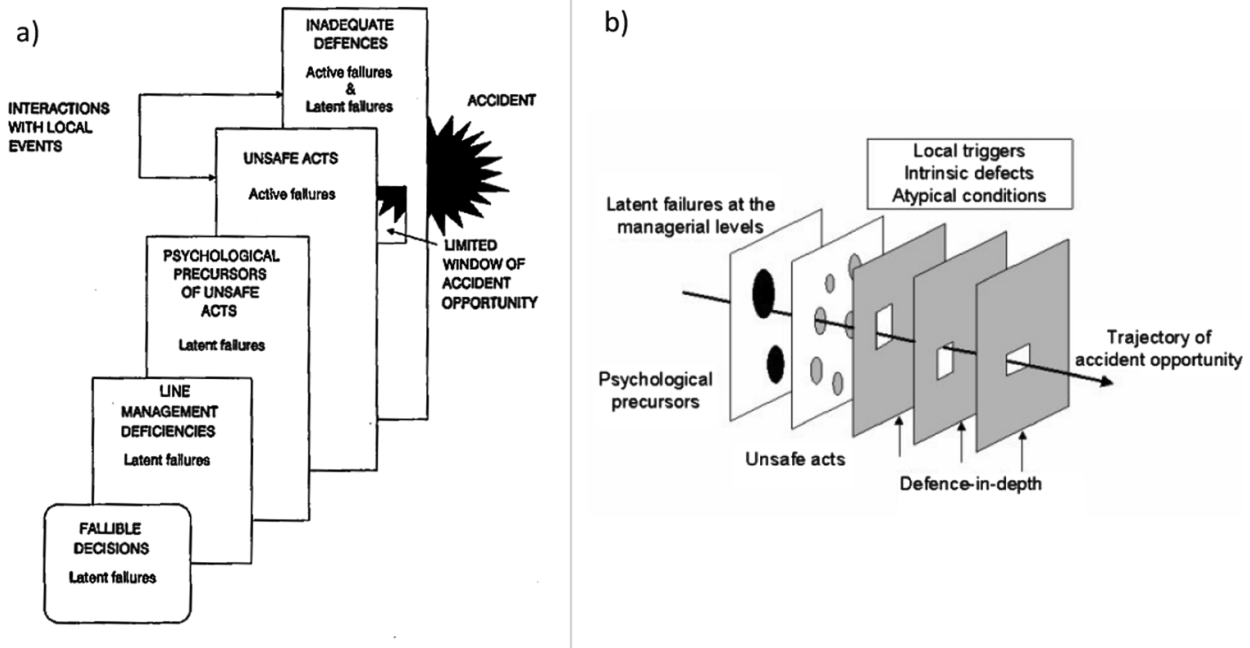 a)
INADEQUATE
DEFENCES
Active failures
&
Latent failures
ACCIDENT
INTERACTIONS
WITH LOCAL
EVENTS
UNSAFE ACTS
Active failures
LIMITED
WINDOW OF
ACCIDENT
OPPORTUNITY
PSYCHOLOGICAL
PRECURSORS
OF UNSAFE
ACTS
Latent failures
LINE
MANAGEMENT
DEFICIENCIES
Latent failures
FALLIBLE
DECISIONS
Latent failures
b)
Local triggers
Intrinsic defects
Atypical conditions
Latent failures at the
managerial levels
Trajectory of
accident opportunity
Psychological
precursors
Unsafe acts
Defence-in-depth